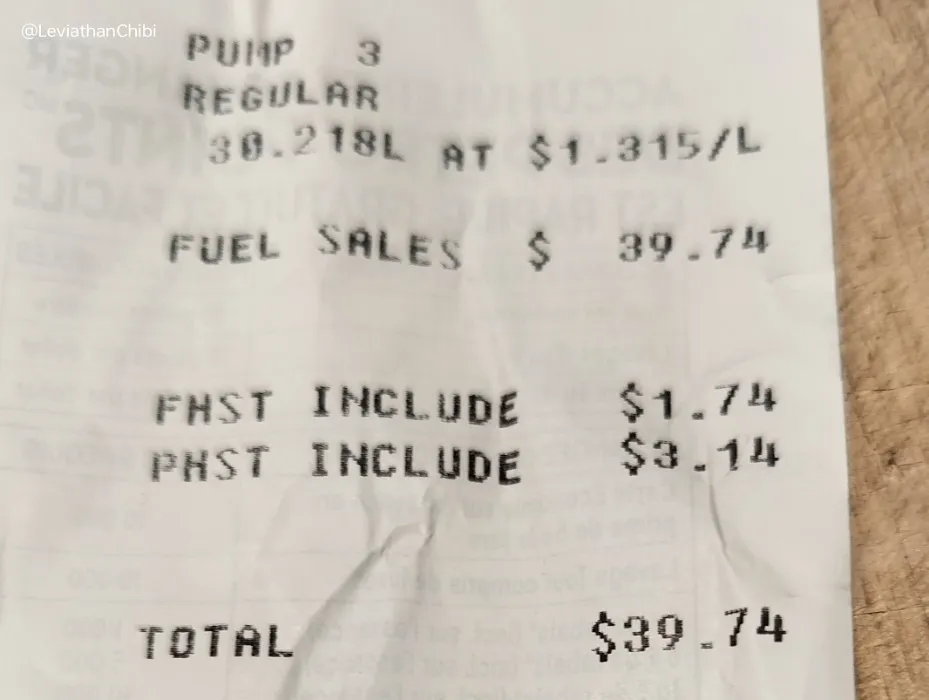 @LeviathanChibi
PUMP 3
REGULAR
30.218L AT $1.315/L
FUEL SALES $ 39.74
FHST INCLUDE $1.74
PHST INCLUDE $3.14
TOTAL $39.74